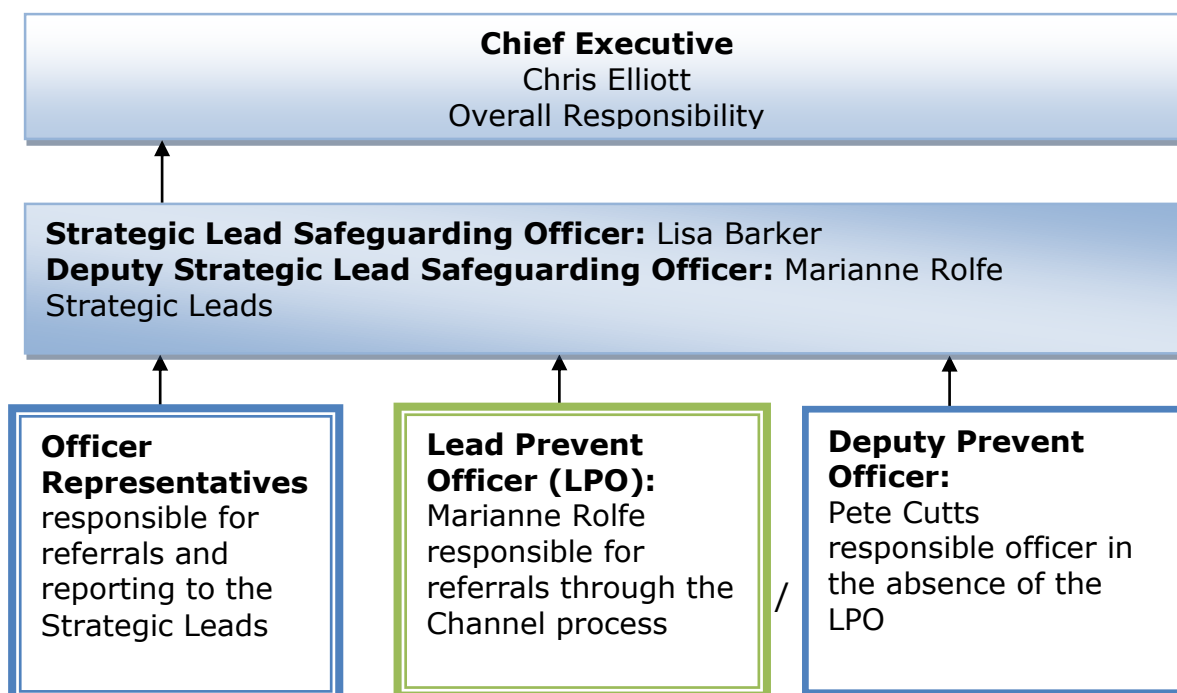 Chief Executive
Chris Elliott
Overall Responsibility
Strategic Lead Safeguarding Officer: Lisa Barker
Deputy Strategic Lead Safeguarding Officer: Marianne Rolfe
Strategic Leads
Officer
Representatives
responsible for
referrals and
reporting to the
Strategic Leads
Lead Prevent
Officer (LPO):
Marianne Rolfe
responsible for
referrals through the
Channel process
/
Deputy Prevent
Officer:
Pete Cutts
responsible officer in
the absence of the
LPO